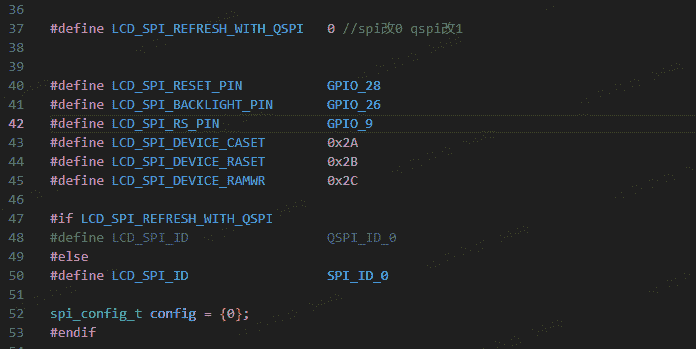 36
37 #define LCD_SPI_REFRESH_WITH_QSPI 0 //spi改0 qspi改1
38
39
40 #define LCD_SPI_RESET_PIN GPIO_28
41 #define LCD_SPI_BACKLIGHT_PIN GPIO_26
42 #define LCD_SPI_RS_PIN GPIO_9
43 #define LCD_SPI_DEVICE_CASET 0x2A
44 #define LCD_SPI_DEVICE_RASET 0x2B
45 #define LCD_SPI_DEVICE_RAMWR 0x2C
46
47 #if LCD_SPI_REFRESH_WITH_QSPI
48 #define LCD_SPI_ID QSPI_ID_0
49 #else
50 #define LCD_SPI_ID SPI_ID_0
51
52 spi_config_t config = {0};
53 #endif